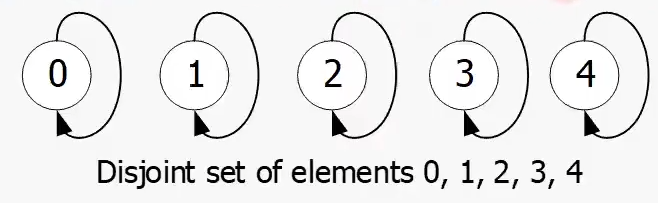 0 1 2 3 4
Disjoint set of elements 0, 1, 2, 3, 4